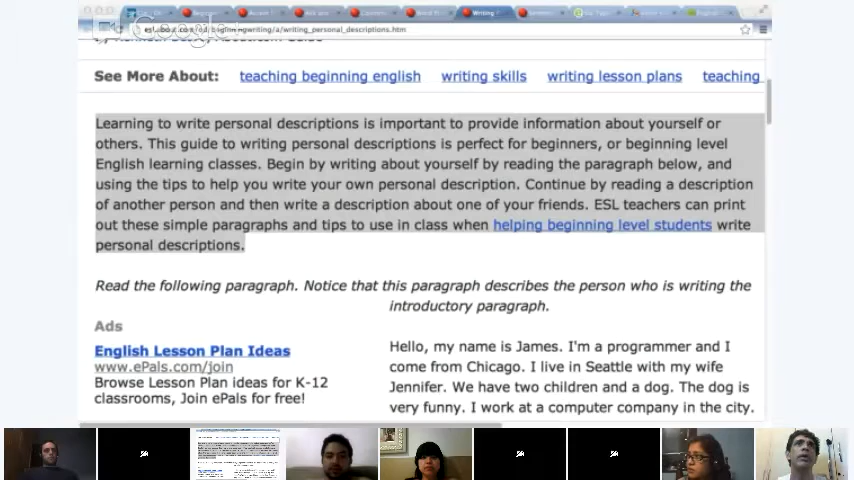 Google
esl.about.com/od/beginningwriting/a/writing_personal_descriptions.htm
See More About: teaching beginning english writing skills writing lesson plans teaching
Learning to write personal descriptions is important to provide information about yourself or
others. This guide to writing personal descriptions is perfect for beginners, or beginning level
English learning classes. Begin by writing about yourself by reading the paragraph below, and
using the tips to help you write your own personal description. Continue by reading a description
of another person and then write a description about one of your friends. ESL teachers can print
out these simple paragraphs and tips to use in class when helping beginning level students write
personal descriptions.
Read the following paragraph. Notice that this paragraph describes the person who is writing the
introductory paragraph.
Ads
English Lesson Plan Ideas
www.ePals.com/join
Browse Lesson Plan ideas for K-12
classrooms, Join ePals for free!
Hello, my name is James. I'm a programmer and I
come from Chicago. I live in Seattle with my wife
Jennifer. We have two children and a dog. The dog is
very funny. I work at a computer company in the city.